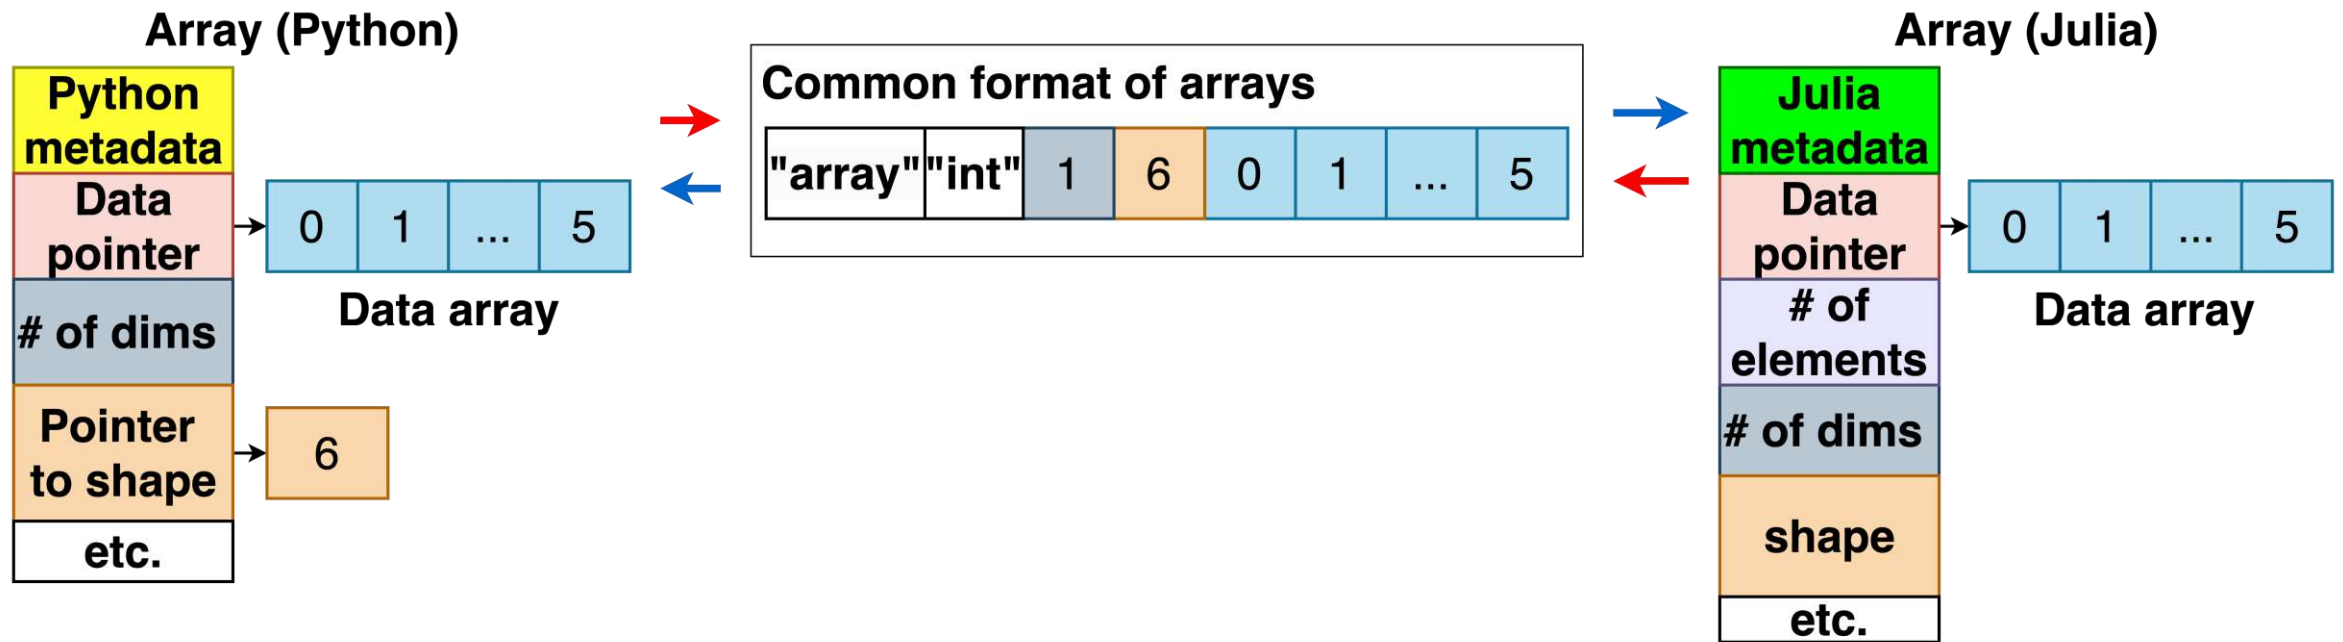 Array (Python)
Python
metadata
Data
pointer
# of dims
Pointer
to shape
etc.
0 1 ... 5
Data array
6
Common format of arrays
"array" "int" 1 6 0 1 ... 5
Array (Julia)
Julia
metadata
Data
pointer
# of
elements
# of dims
shape
etc.
0 1 ... 5
Data array